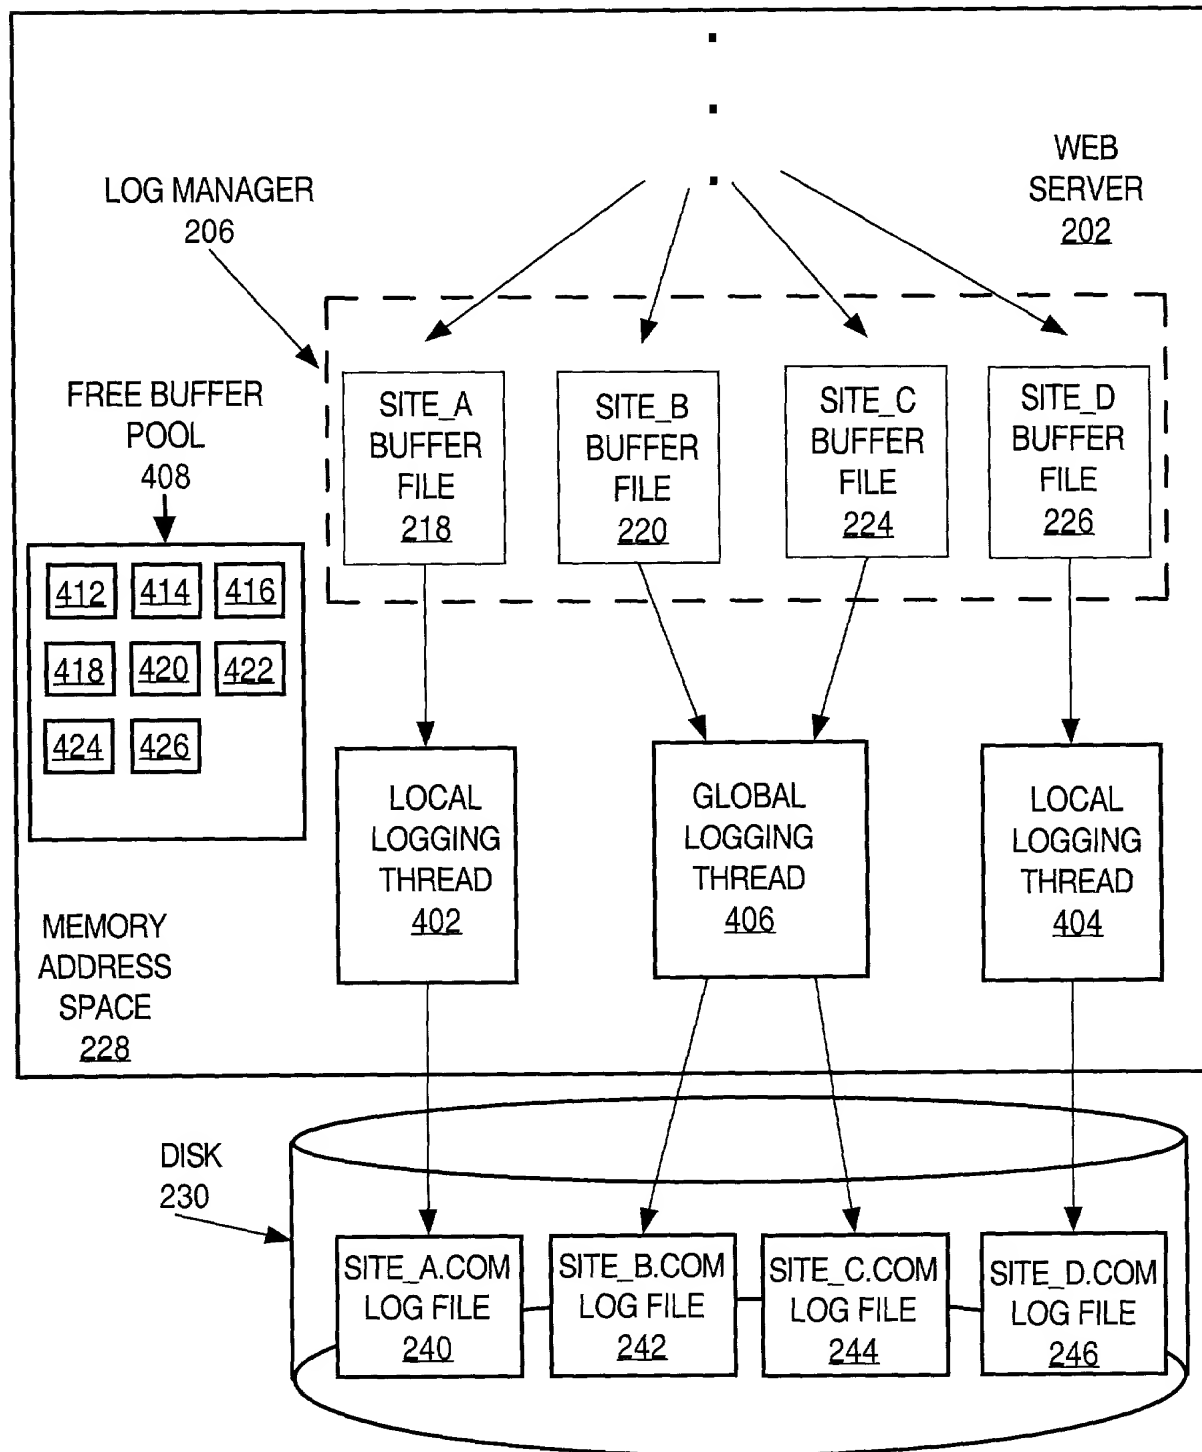 WEB
SERVER
202
LOG MANAGER
206
FREE BUFFER
POOL
408
SITE_A
BUFFER
FILE
218
SITE_B
BUFFER
FILE
220
SITE_C
BUFFER
FILE
224
SITE_D
BUFFER
FILE
226
412 414 416
418 420 422
424 426
LOCAL
LOGGING
THREAD
402
GLOBAL
LOGGING
THREAD
406
LOCAL
LOGGING
THREAD
404
MEMORY
ADDRESS
SPACE
228
DISK
230
SITE_A.COM
LOG FILE
240
SITE_B.COM
LOG FILE
242
SITE_C.COM
LOG FILE
244
SITE_D.COM
LOG FILE
246